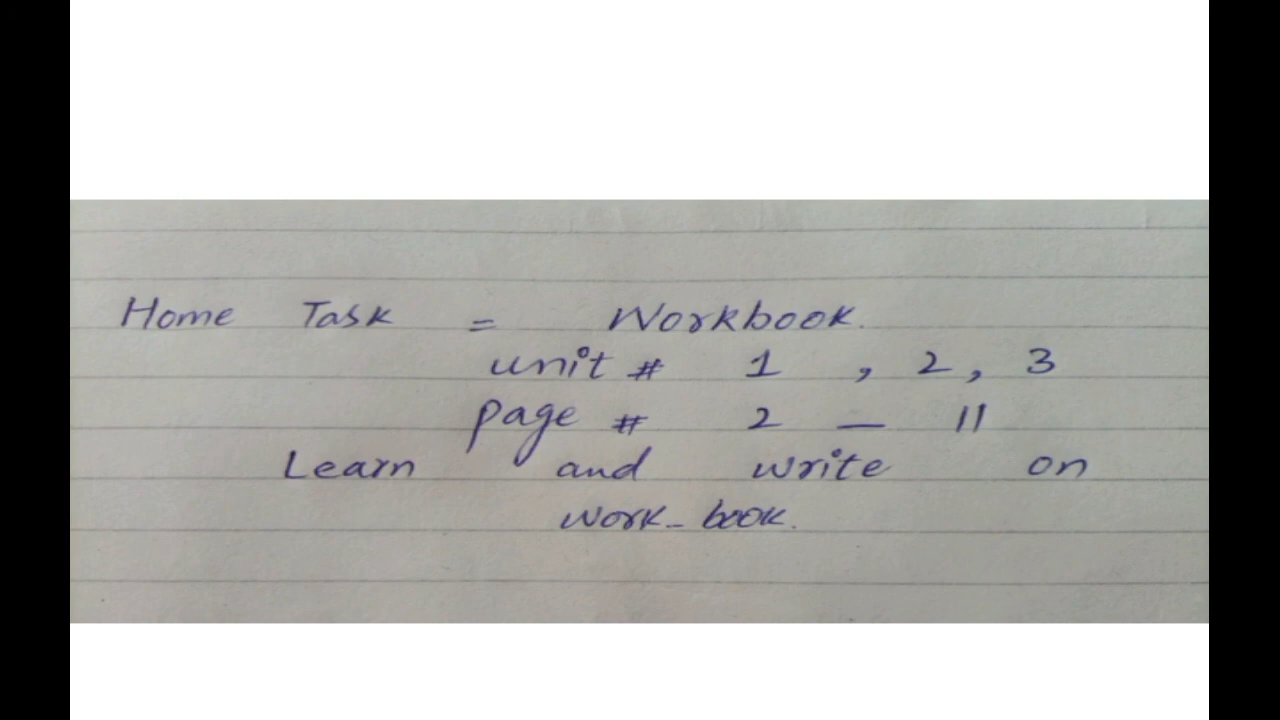 Home Task = Workbook.
unit # 1 , 2, 3
page # 2 — 11
Learn and write on
work-book.